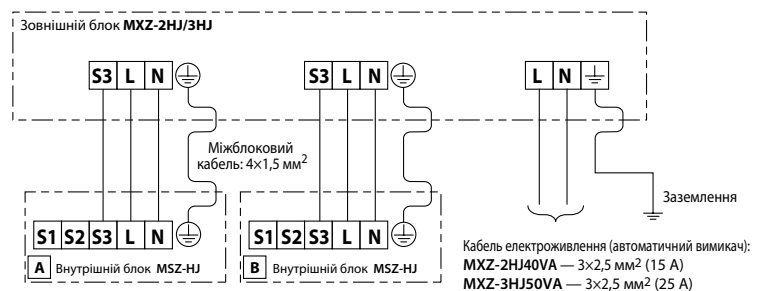 Зовнішній блок MXZ-2HJ/3HJ
S3 L N
S3 L N
L N
Міжблоковий
кабель: 4×1,5 мм²
Заземлення
S1 S2 S3 L N
S1 S2 S3 L N
A Внутрішній блок MSZ-HJ
B Внутрішній блок MSZ-HJ
Кабель електроживлення (автоматичний вимикач):
MXZ-2HJ40VA — 3×2,5 мм² (15 А)
MXZ-3HJ50VA — 3×2,5 мм² (25 А)